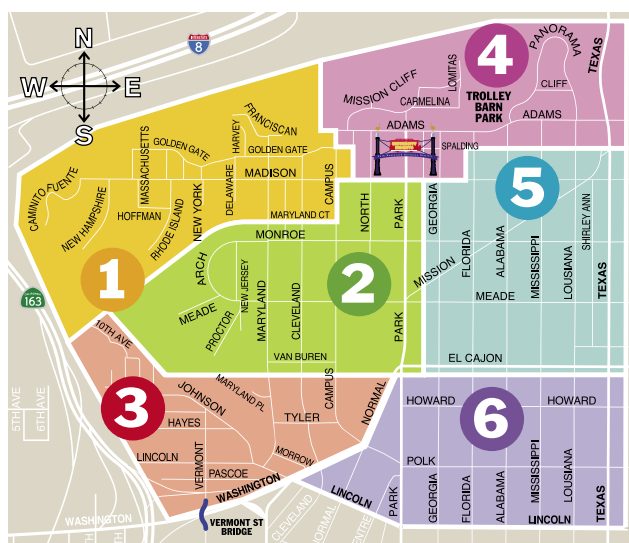 N
W
E
S
8
4
PANORAMA
TEXAS
LOMITAS
MISSION CLIFF
CARMELINA
CLIFF
TROLLEY
BARN
PARK
ADAMS
ADAMS
SPALDING
FRANCISCAN
HARVEY
MASSACHUSETTS
GOLDEN GATE
GOLDEN GATE
MADISON
CAMPUS
DELAWARE
NEW YORK
CAMINITO FUENTE
NEW HAMPSHIRE
HOFFMAN
RHODE ISLAND
MARYLAND CT
1
163
5
NORTH
PARK
GEORGIA
FLORIDA
ALABAMA
MISSISSIPPI
LOUSIANA
SHIRLEY ANN
TEXAS
MISSION
MEADE
EL CAJON
MONROE
2
ARCH
NEW JERSEY
MARYLAND
CLEVELAND
MEADE
PROCTOR
PARK
VAN BUREN
10TH AVE
3
JOHNSON
MARYLAND PL
CAMPUS
NORMAL
HAYES
TYLER
LINCOLN
VERMONT
PASCOE
MORROW
WASHINGTON
5TH AVE
6TH AVE
WASHINGTON
VERMONT ST
BRIDGE
CLEVELAND
NORMAL
CENTRE
6
HOWARD
HOWARD
POLK
LINCOLN
PARK
GEORGIA
FLORIDA
ALABAMA
MISSISSIPPI
LOUSIANA
TEXAS
LINCOLN